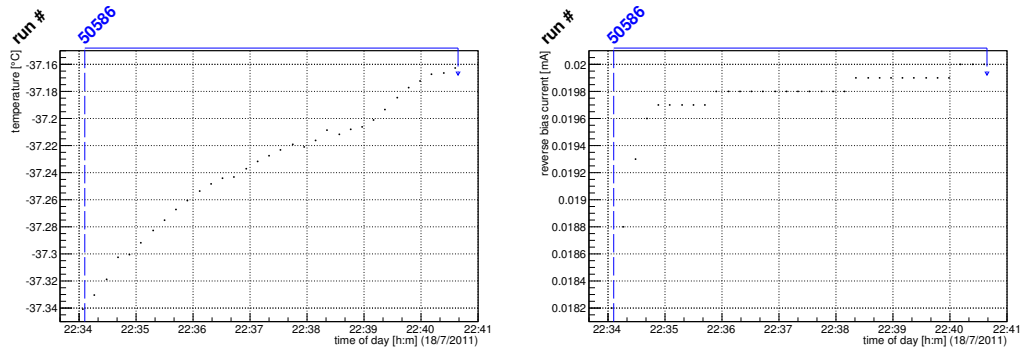 run #
50586
temperature [°C]
-37.16
-37.18
-37.2
-37.22
-37.24
-37.26
-37.28
-37.3
-37.32
-37.34
22:34 22:35 22:36 22:37 22:38 22:39 22:40 22:41
time of day [h:m] (18/7/2011)
run #
50586
reverse bias current [mA]
0.02
0.0198
0.0196
0.0194
0.0192
0.019
0.0188
0.0186
0.0184
0.0182
22:34 22:35 22:36 22:37 22:38 22:39 22:40 22:41
time of day [h:m] (18/7/2011)